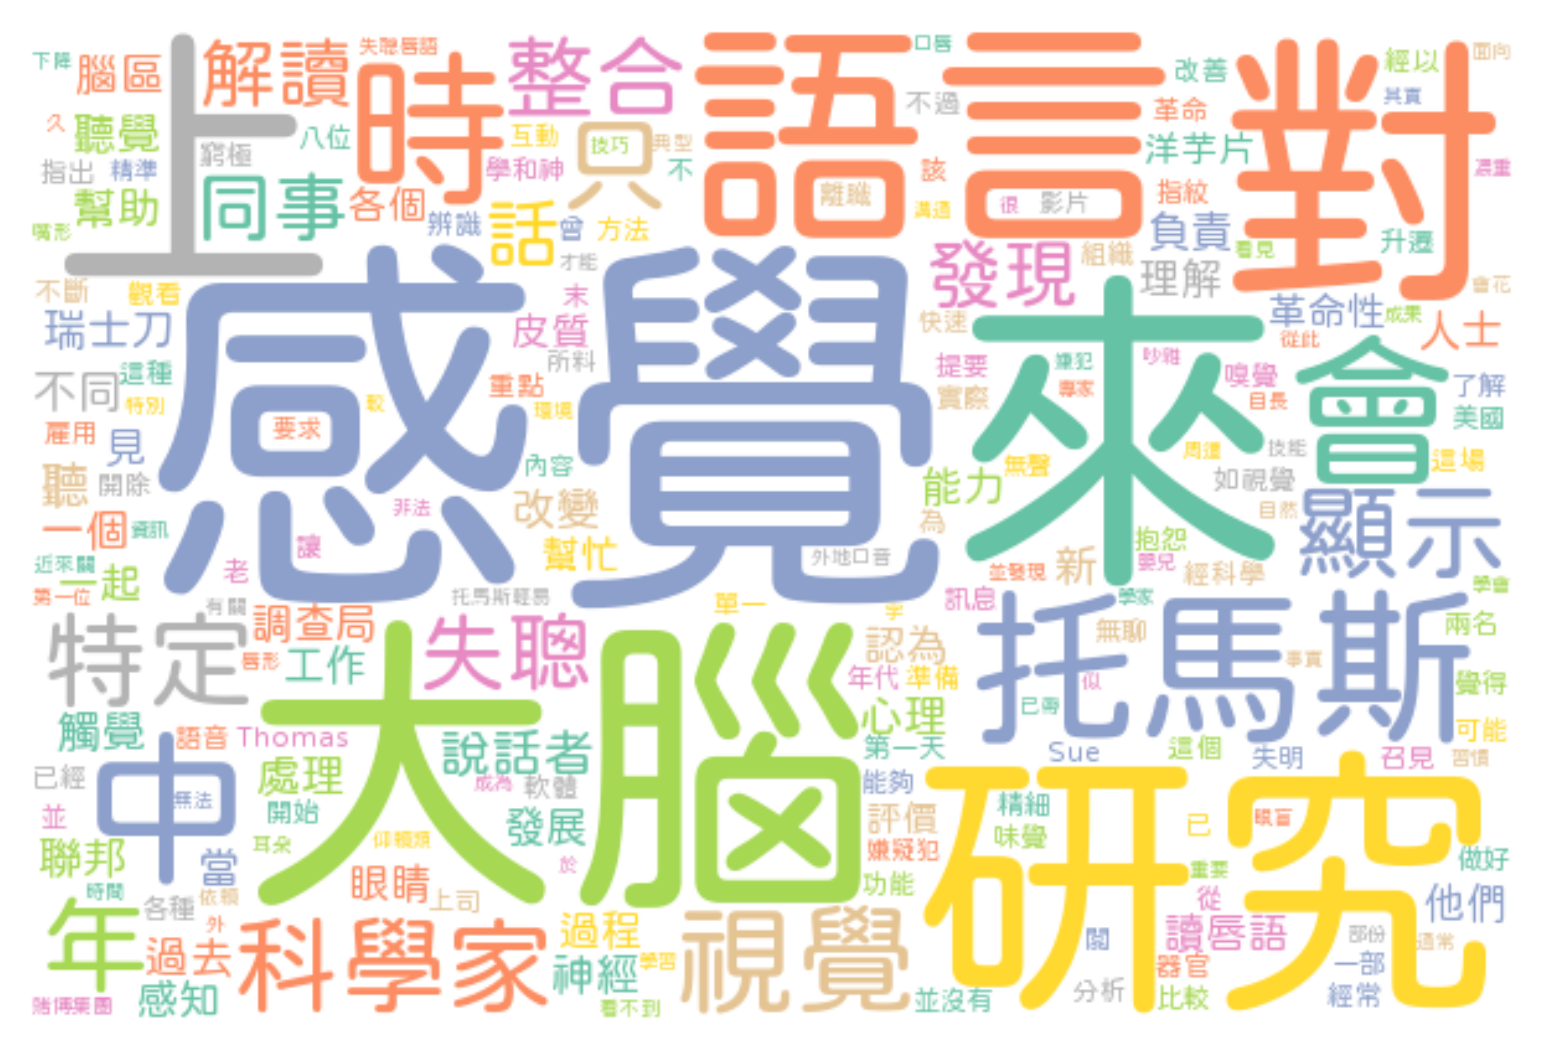 下降
腦區
上
解讀
失聰唇語
時
整合
語言
口唇
不過
改善
革命
對
經以
其實
面向
久
聽覺
指出
精準
幫助
嘴形
窮極
同事
八位
各個
辨識
互動
學和神
話
曾
只
技巧
典型
不
方法
才能
離職
該
溝通
很
影片
洋芋片
指紋
負責
看見
升遷
濃重
不斷
觀看
瑞士刀
不同
這種
特別
雇用
見
聽
開除
一個
資訊
近來關
一起
第一位
感覺
要求
較
非法
讓
老
有關
末
皮質
所料
重點
環境
內容
改變
幫忙
外地口音
托馬斯輕易
單一
發現
組織
理解
快速
提要
實際
嫌犯
專家
吵雜
來
嗅覺
目長
周遭
技能
會
革命性
成果
從此
人士
會花
了解
美國
這場
能力
無聲
為
如視覺
自然
顯示
抱怨
嬰兒
並發現
新
經科學
學家
學會
訊息
特定
調查局
唇形
工作
失聰
大腦
認為
年代
準備
心理
第一天
托馬斯
無聊
似
已帶
事實
兩名
覺得
可能
觸覺
語音
Thomas
說話者
處理
成為
軟體
已經
並
中
無法
開始
發展
耳朵
仰賴類
於
能夠
評價
嫌疑犯
功能
Sue
這個
失明
召見
習慣
精細
味覺
已
眼盲
研究
重要
做好
聯邦
當
時間
依賴
各種
外
眼睛
上司
年
過去
科學家
過程
神經
學習
視覺
看不到
感知
賭博集團
從
閱
讀唇語
器官
分析
比較
並沒有
部份
通常
一部
經常
他們